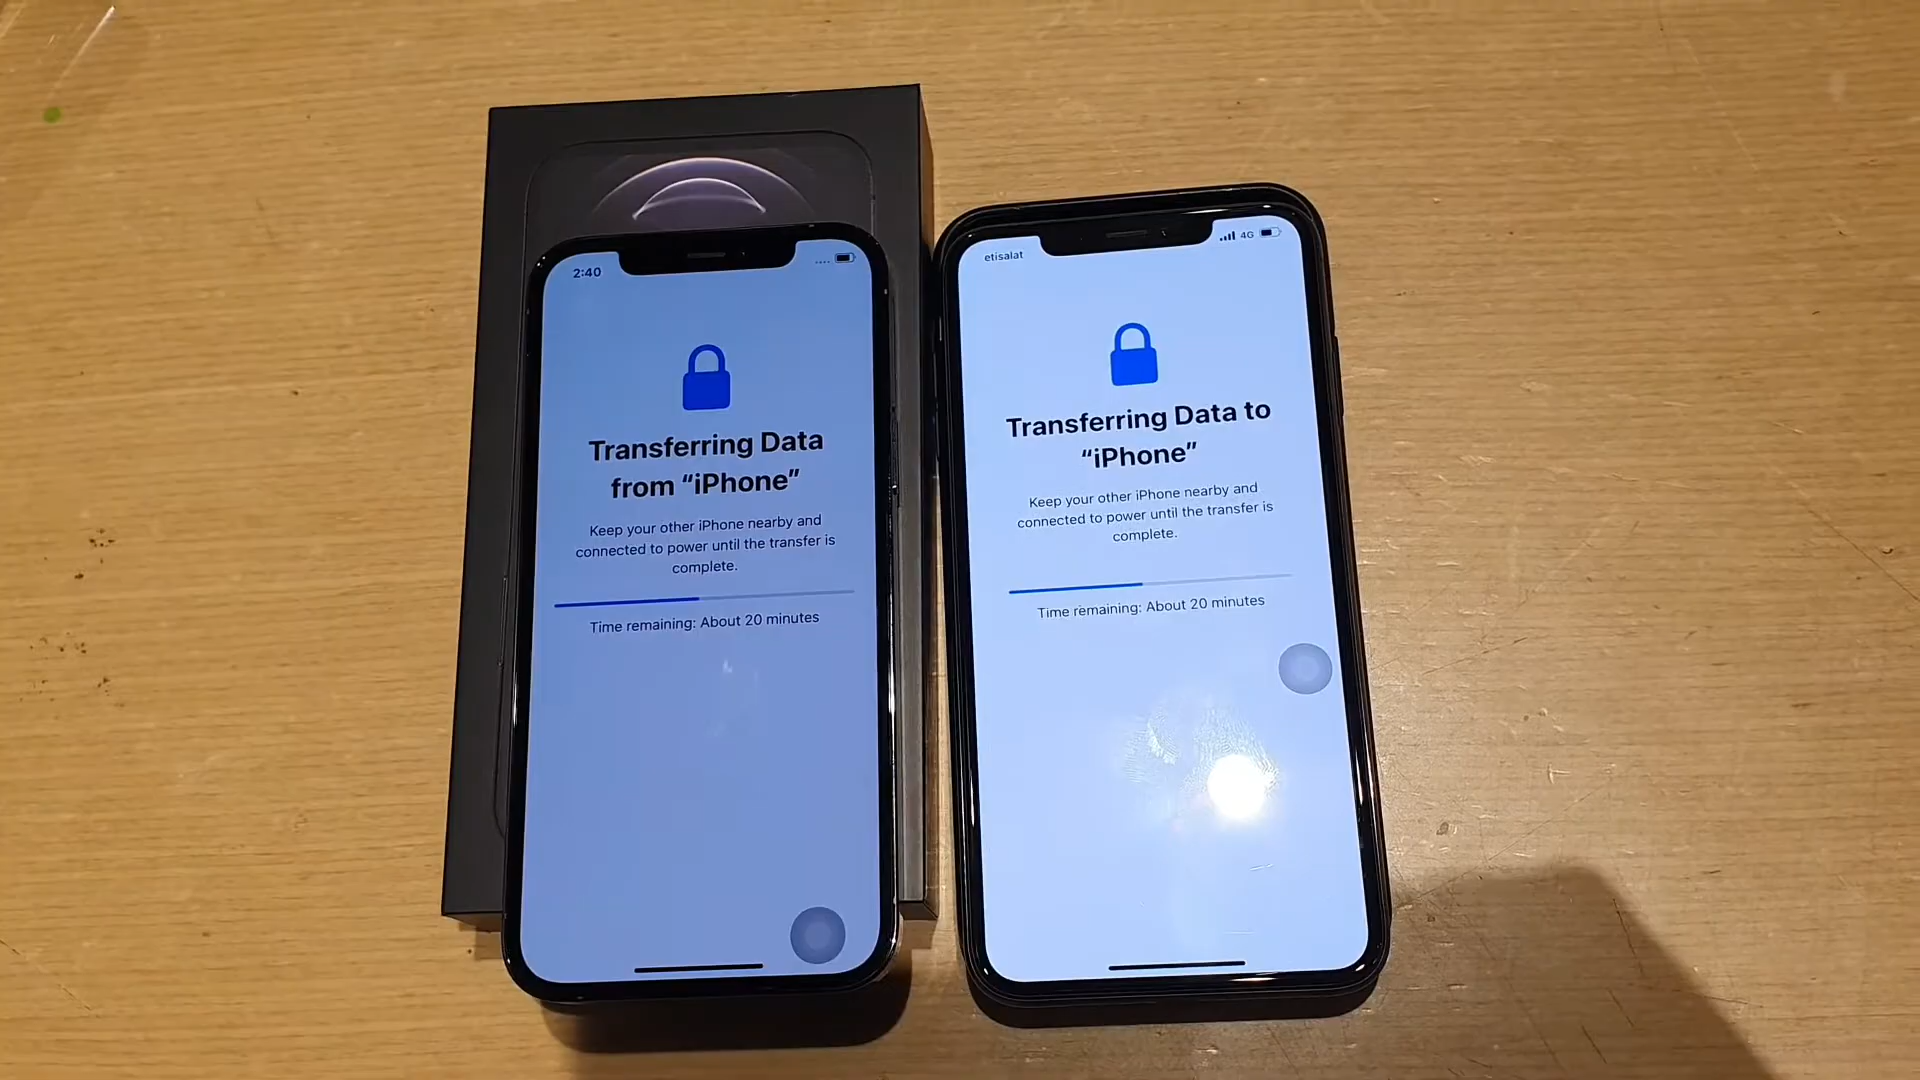 2:40
Transferring Data
from “iPhone”
Keep your other iPhone nearby and
connected to power until the transfer is
complete.
Time remaining: About 20 minutes
etisalat
4G
Transferring Data to
“iPhone”
Keep your other iPhone nearby and
connected to power until the transfer is
complete.
Time remaining: About 20 minutes